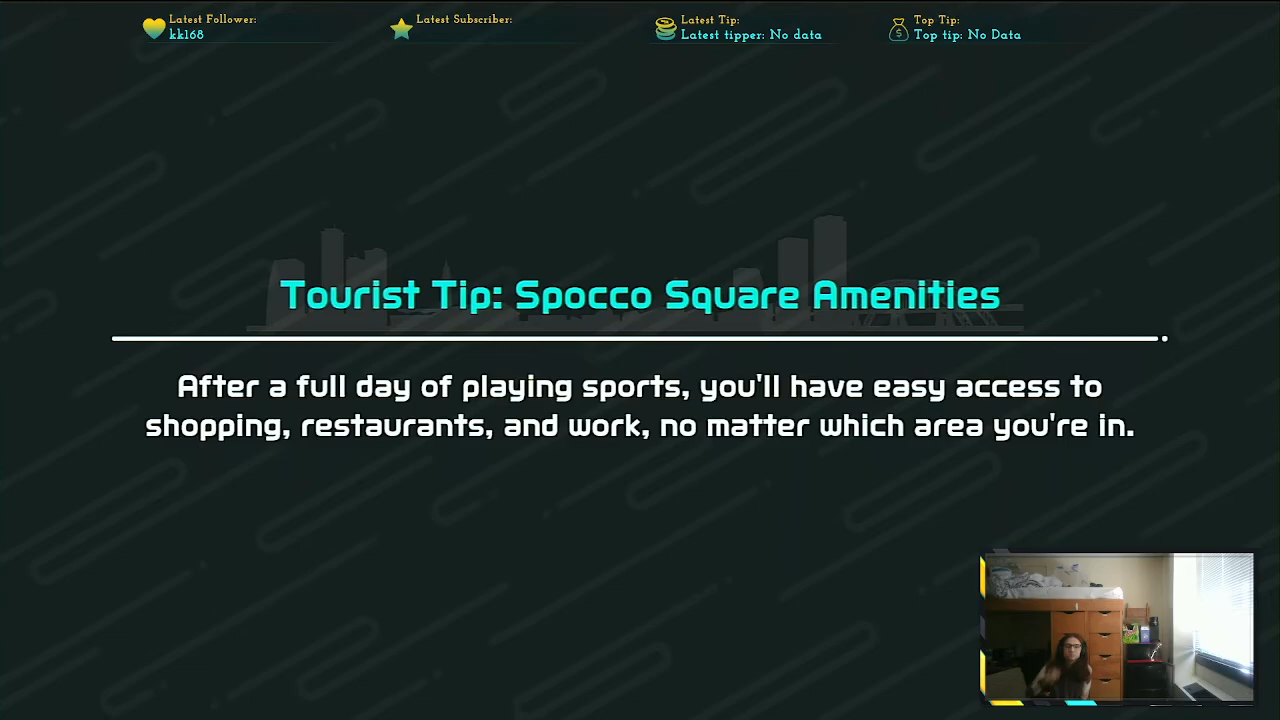 Latest Follower:
kk168
Latest Subscriber:
Latest Tip:
Latest tipper: No data
Top Tip:
Top tip: No Data
Tourist Tip: Spocco Square Amenities
After a full day of playing sports, you'll have easy access to
shopping, restaurants, and work, no matter which area you're in.